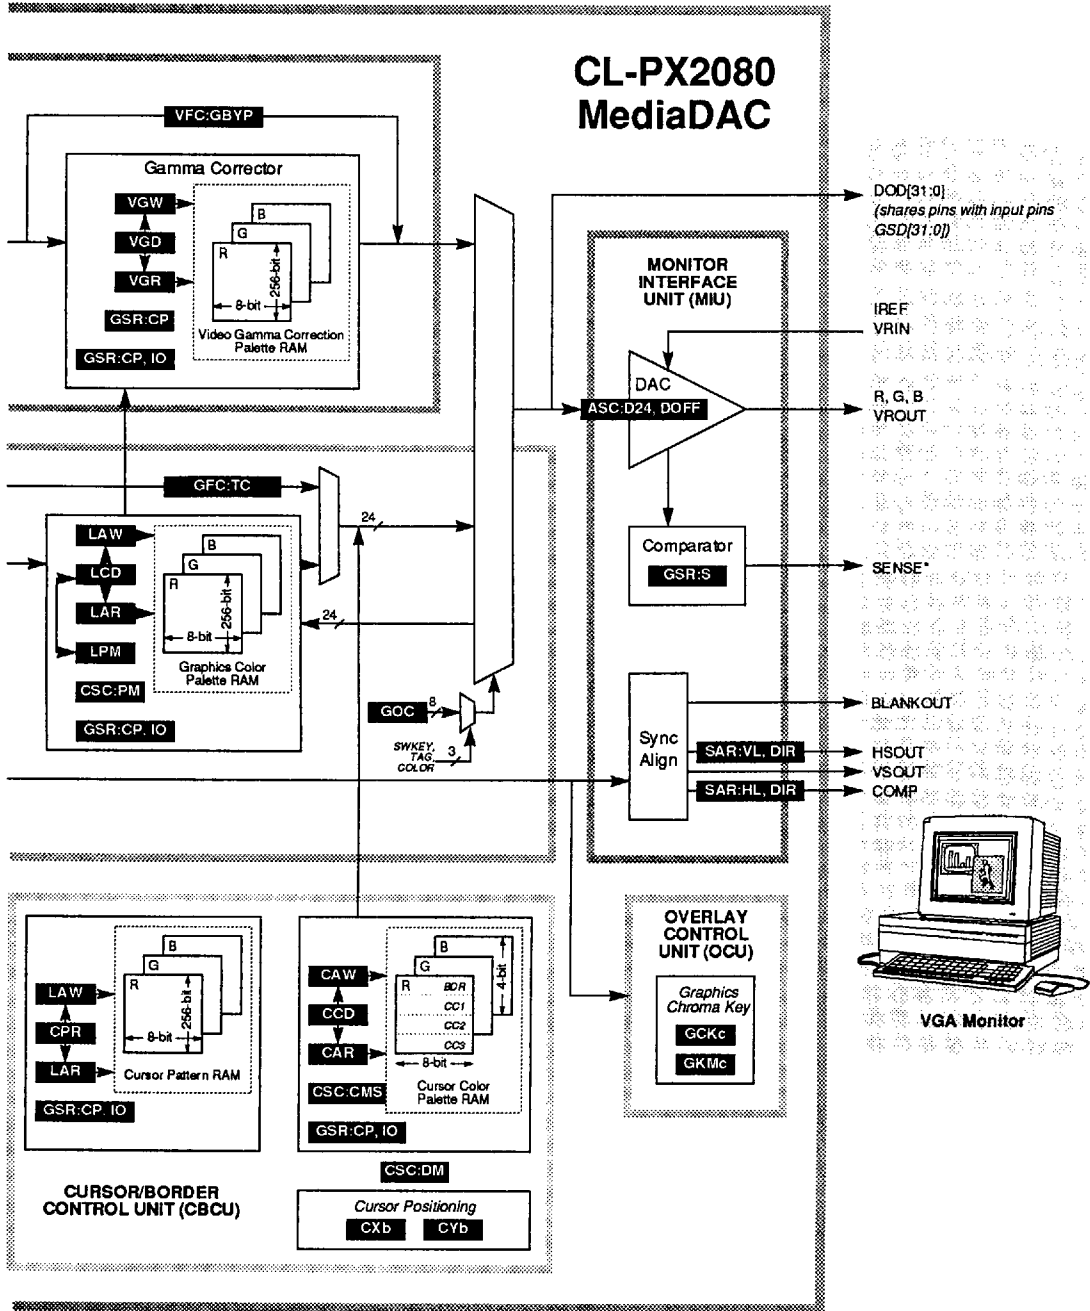 CL-PX2080
MediaDAC
VFC:GBYP
Gamma Corrector
VGW
VGD
VGR
B
G
R
256-bit
8-bit
Video Gamma Correction
Palette RAM
GSR:CP
GSR:CP, IO
DOD[31:0]
(shares pins with input pins
GSD[31:0])
MONITOR
INTERFACE
UNIT (MIU)
IREF
VRIN
DAC
ASC:D24, DOFF
R, G, B
VROUT
GFC:TC
24
LAW
LCD
LAR
LPM
B
G
R
256-bit
8-bit
Graphics Color
Palette RAM
CSC:PM
GSR:CP, IO
24
Comparator
GSR:S
SENSE*
GOC
8
SWKEY,
TAG,
COLOR
3
Sync
Align
BLANKOUT
SAR:VL, DIR
HSOUT
VSOUT
SAR:HL, DIR
COMP
LAW
CPR
LAR
B
G
R
256-bit
8-bit
Cursor Pattern RAM
GSR:CP, IO
CAW
CCD
CAR
B
G
R
BDR
CC1
CC2
CC3
4-bit
8-bit
Cursor Color
Palette RAM
CSC:CMS
GSR:CP, IO
CSC:DM
CURSOR/BORDER
CONTROL UNIT (CBCU)
Cursor Positioning
CXb
CYb
OVERLAY
CONTROL
UNIT (OCU)
Graphics
Chroma Key
GCKc
GKMc
VGA Monitor